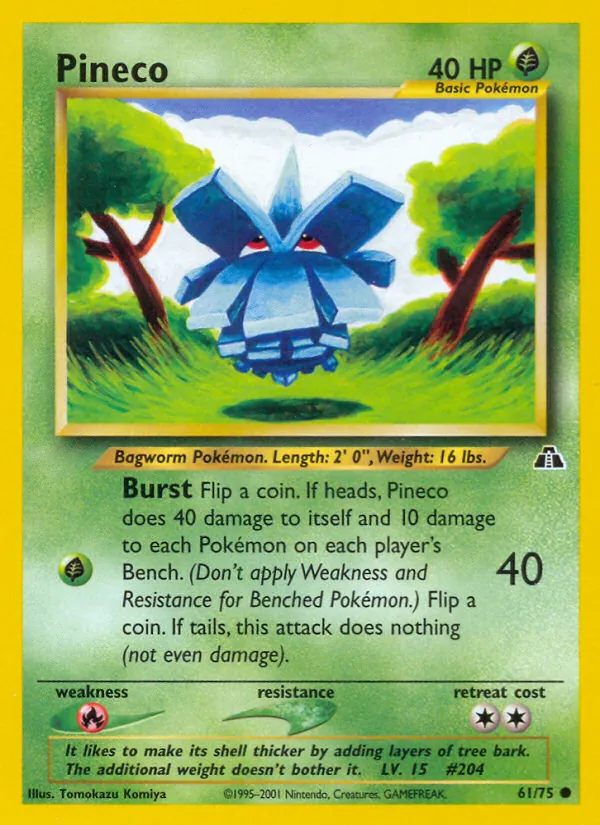 Pineco
40 HP
Basic Pokémon
Bagworm Pokémon. Length: 2' 0", Weight: 16 lbs.
Burst Flip a coin. If heads, Pineco
does 40 damage to itself and 10 damage
to each Pokémon on each player's
Bench. (Don't apply Weakness and
Resistance for Benched Pokémon.) Flip a
coin. If tails, this attack does nothing
(not even damage).
40
weakness
resistance
retreat cost
It likes to make its shell thicker by adding layers of tree bark.
The additional weight doesn't bother it. LV. 15 #204
Illus. Tomokazu Komiya
©1995-2001 Nintendo, Creatures, GAMEFREAK.
61/75